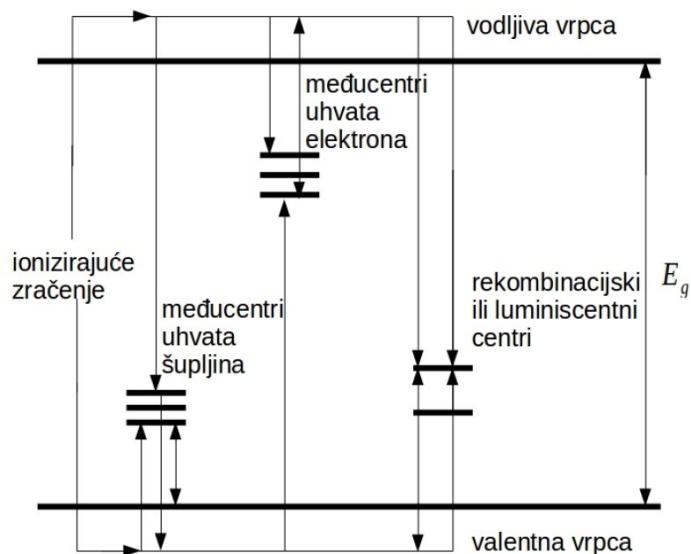 vodljiva vrpca
međucentri
uhvata
elektrona
ionizirajuće
zračenje
međucentri
uhvata
šupljina
rekombinacijski
ili luminiscentni
centri
E_g
valentna vrpca